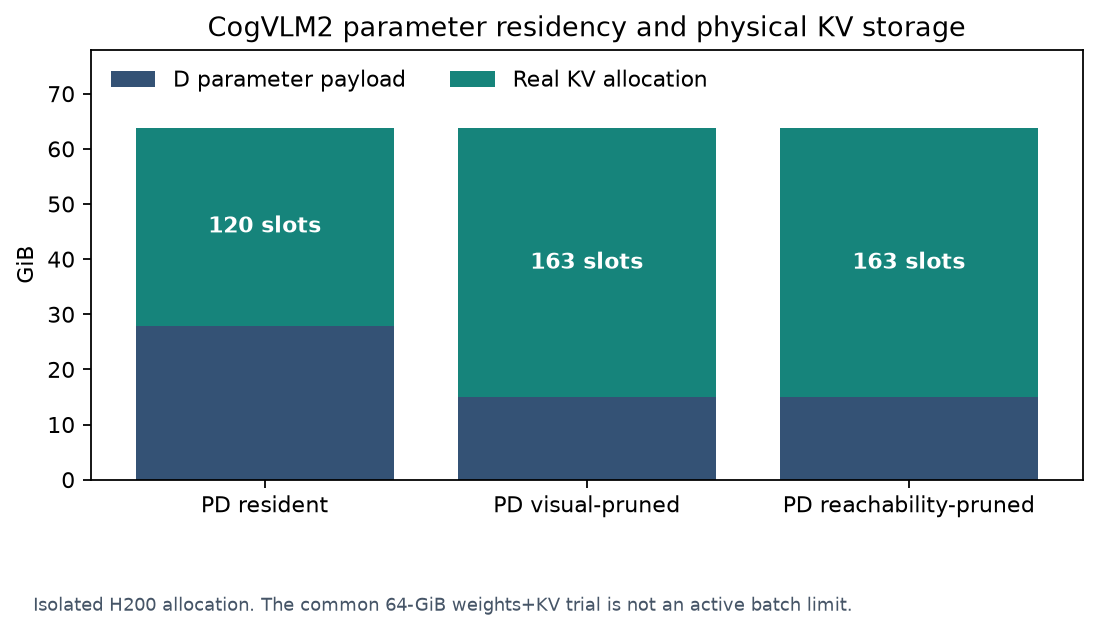 CogVLM2 parameter residency and physical KV storage
D parameter payload
Real KV allocation
GiB
70
60
50
40
30
20
10
0
120 slots
163 slots
163 slots
PD resident
PD visual-pruned
PD reachability-pruned
Isolated H200 allocation. The common 64-GiB weights+KV trial is not an active batch limit.